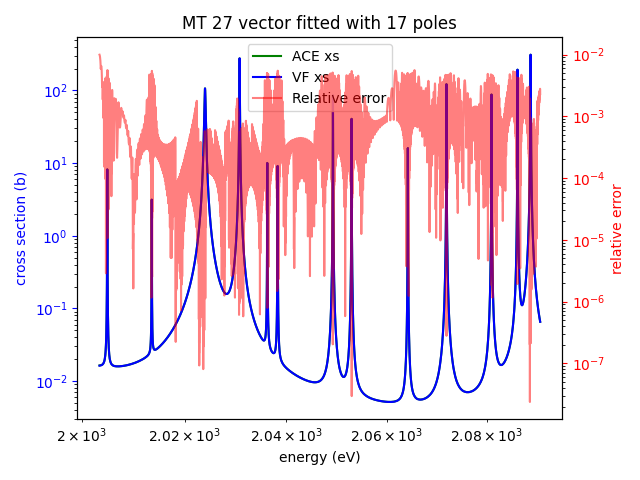 MT 27 vector fitted with 17 poles
ACE xs
VF xs
Relative error
cross section (b)
10²
10¹
10⁰
10⁻¹
10⁻²
relative error
10⁻²
10⁻³
10⁻⁴
10⁻⁵
10⁻⁶
10⁻⁷
2 × 10³ 2.02 × 10³ 2.04 × 10³ 2.06 × 10³ 2.08 × 10³
energy (eV)